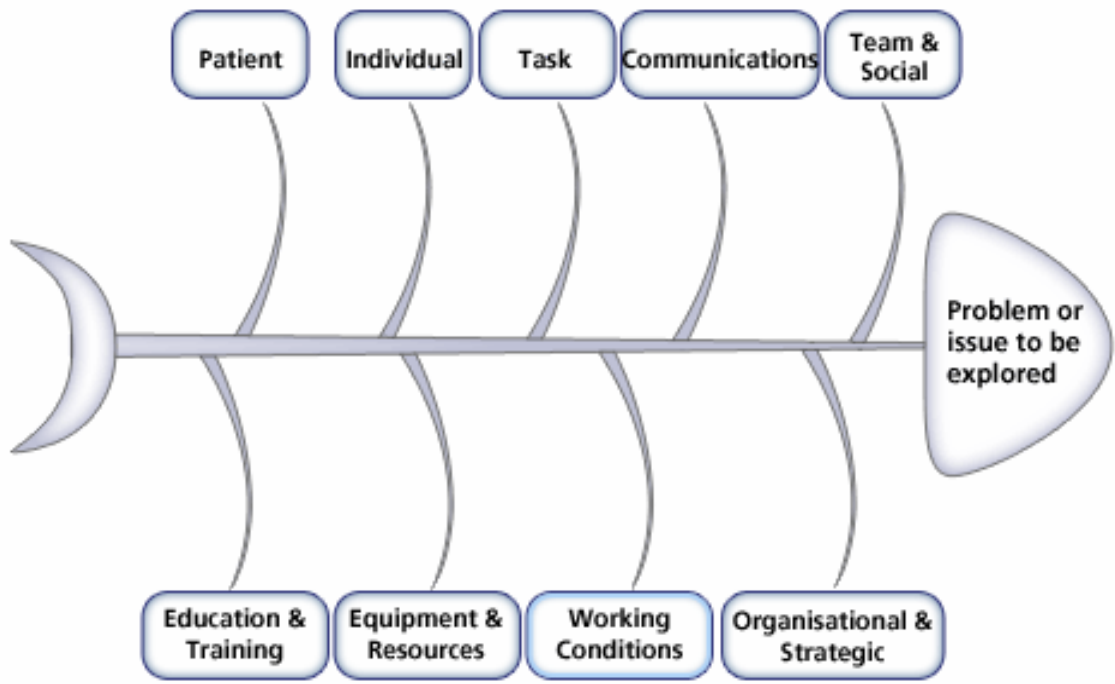 Patient
Individual
Task
Communications
Team &
Social
Problem or
issue to be
explored
Education &
Training
Equipment &
Resources
Working
Conditions
Organisational &
Strategic